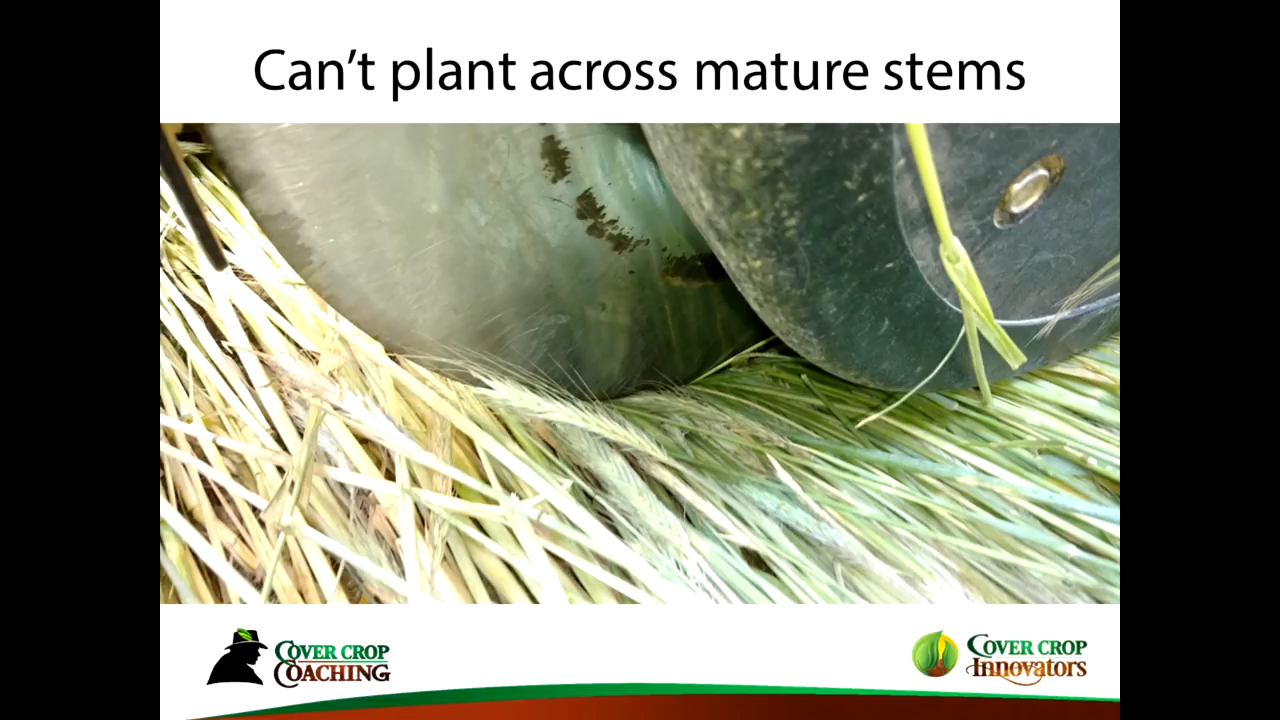 Can't plant across mature stems
COVER CROP
COACHING
COVER CROP
INNOVATORS